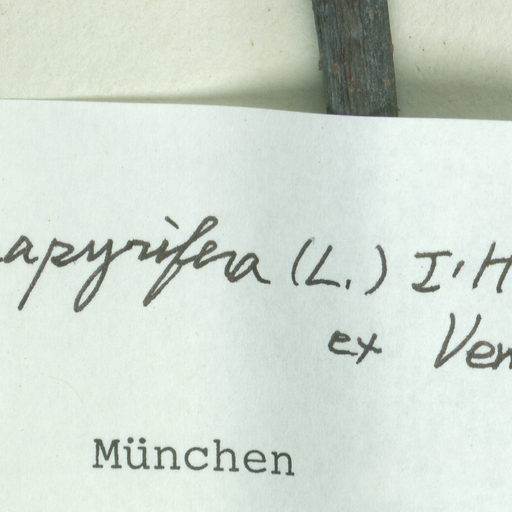 apyrifera (L.) I'H
ex Ven
München